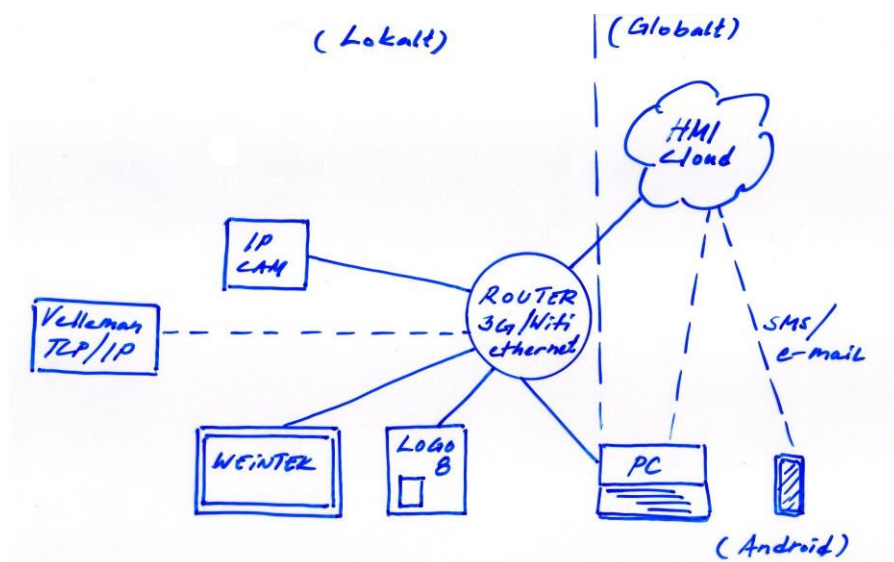 (Lokalt)
(Globalt)
HMI
Cloud
IP
CAM
ROUTER
3G/Wifi
ethernet
Velleman
TCP/IP
SMS/
e-mail
WEINTEK
LOGO
8
PC
(Android)